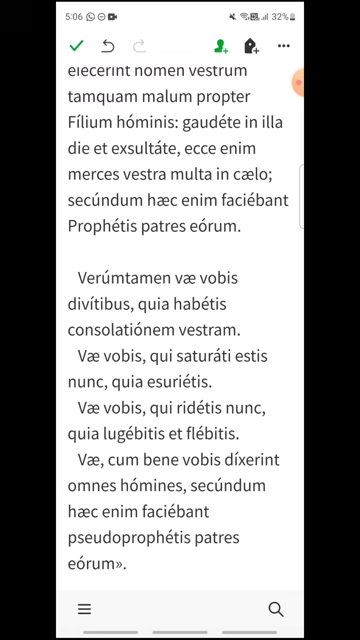 5:06
32%
eiecerint nomen vestrum
tamquam malum propter
Fílium hóminis: gaudéte in illa
die et exsultáte, ecce enim
merces vestra multa in cælo;
secúndum hæc enim faciébant
Prophétis patres eórum.
Verúmtamen væ vobis
divítibus, quia habétis
consolatiónem vestram.
Væ vobis, qui saturáti estis
nunc, quia esuriétis.
Væ vobis, qui ridétis nunc,
quia lugébitis et flébitis.
Væ, cum bene vobis díxerint
omnes hómines, secúndum
hæc enim faciébant
pseudoprophétis patres
eórum».